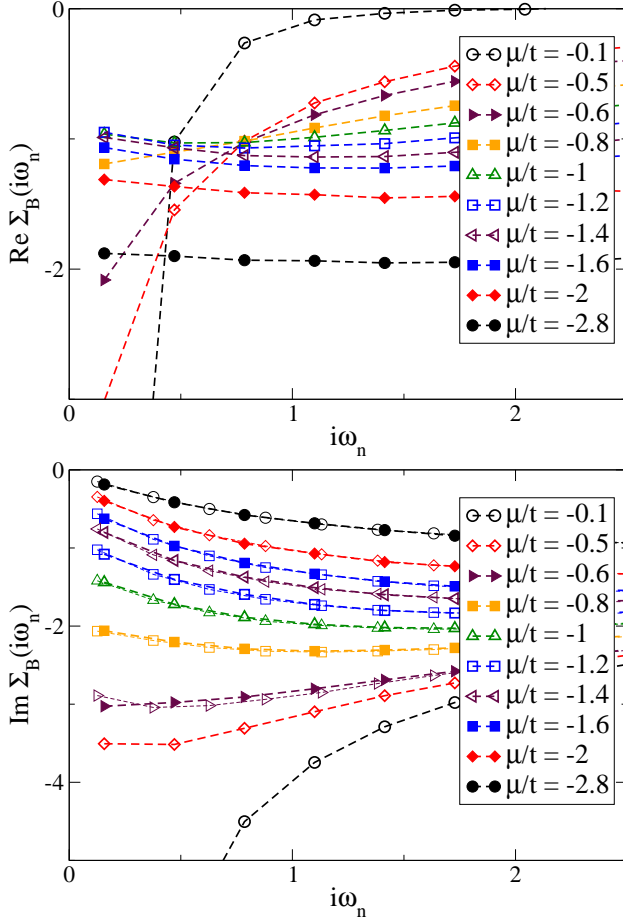 0
-2
Re Σ_B(iω_n)
μ/t = -0.1
μ/t = -0.5
μ/t = -0.6
μ/t = -0.8
μ/t = -1
μ/t = -1.2
μ/t = -1.4
μ/t = -1.6
μ/t = -2
μ/t = -2.8
0 1 2
iω_n
0
-2
-4
Im Σ_B(iω_n)
μ/t = -0.1
μ/t = -0.5
μ/t = -0.6
μ/t = -0.8
μ/t = -1
μ/t = -1.2
μ/t = -1.4
μ/t = -1.6
μ/t = -2
μ/t = -2.8
0 1 2
iω_n